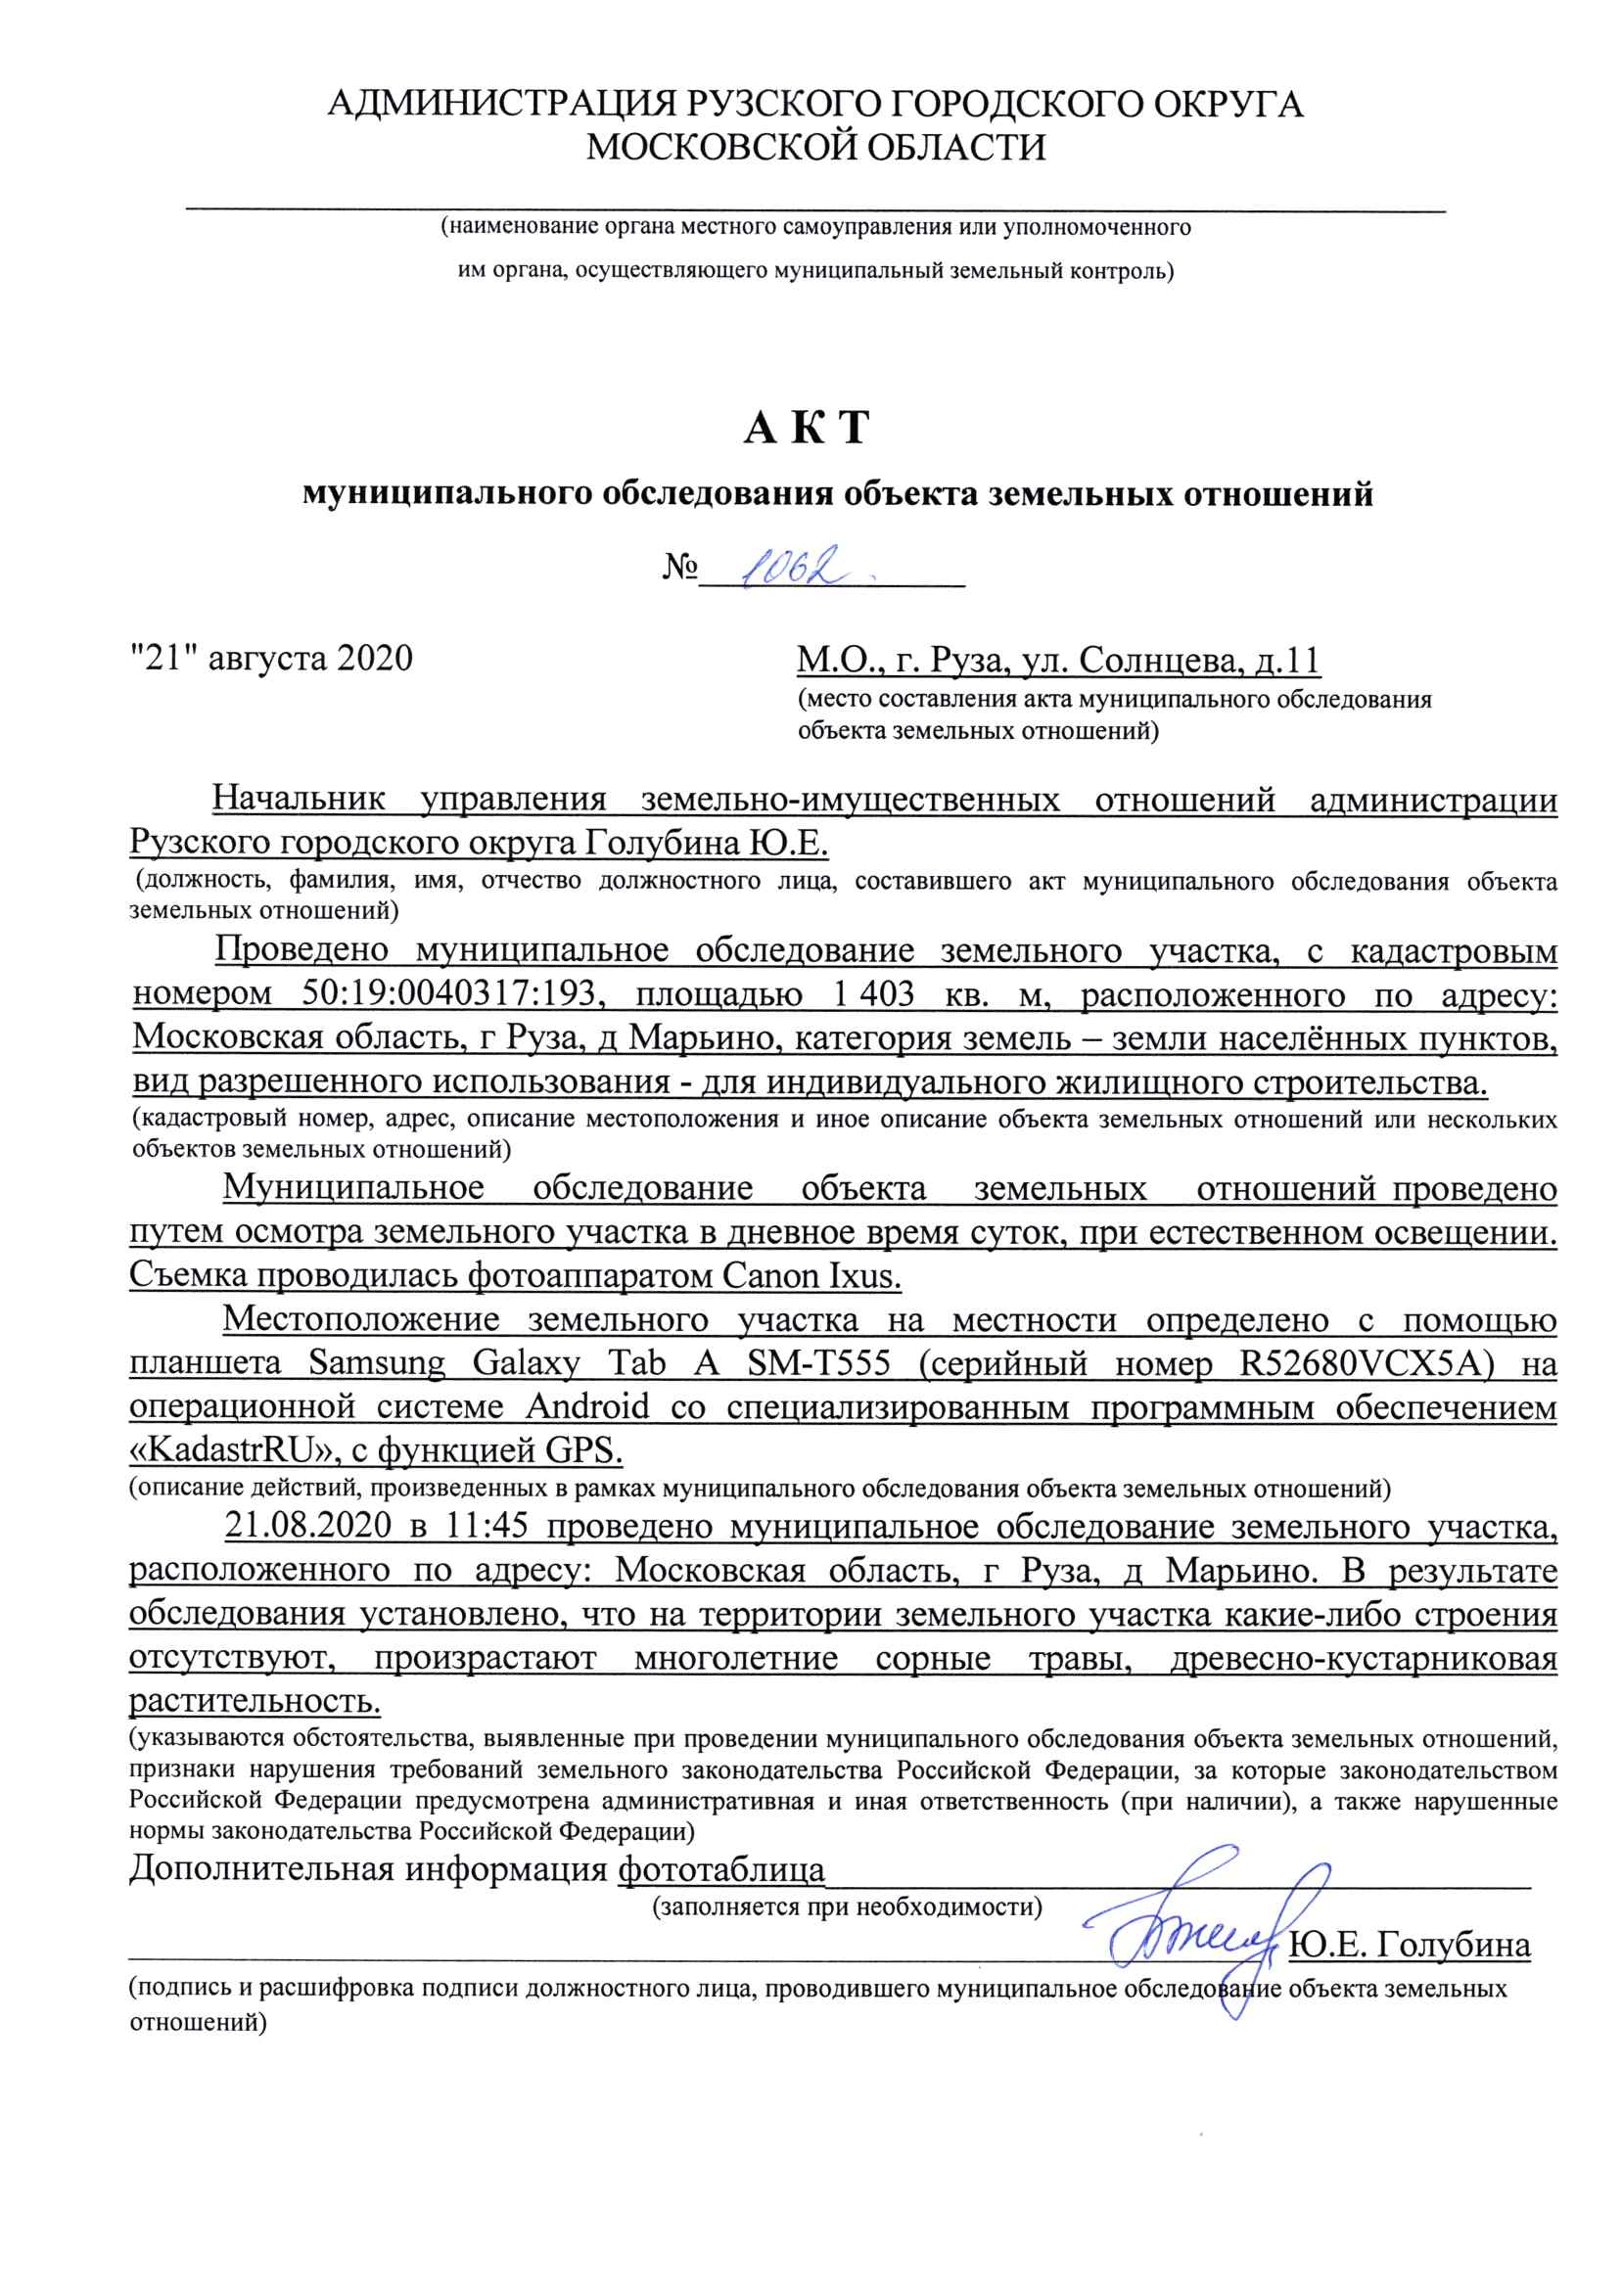 АДМИНИСТРАЦИЯ РУЗСКОГО ГОРОДСКОГО ОКРУГА
МОСКОВСКОЙ ОБЛАСТИ
(наименование органа местного самоуправления или уполномоченного
им органа, осуществляющего муниципальный земельный контроль)
А К Т
муниципального обследования объекта земельных отношений
№ 1062.
"21" августа 2020
М.О., г. Руза, ул. Солнцева, д.11
(место составления акта муниципального обследования
объекта земельных отношений)
Начальник управления земельно-имущественных отношений администрации
Рузского городского округа Голубина Ю.Е.
(должность, фамилия, имя, отчество должностного лица, составившего акт муниципального обследования объекта
земельных отношений)
Проведено муниципальное обследование земельного участка, с кадастровым
номером 50:19:0040317:193, площадью 1 403 кв. м, расположенного по адресу:
Московская область, г Руза, д Марьино, категория земель – земли населённых пунктов,
вид разрешенного использования - для индивидуального жилищного строительства.
(кадастровый номер, адрес, описание местоположения и иное описание объекта земельных отношений или нескольких
объектов земельных отношений)
Муниципальное обследование объекта земельных отношений проведено
путем осмотра земельного участка в дневное время суток, при естественном освещении.
Съемка проводилась фотоаппаратом Canon Ixus.
Местоположение земельного участка на местности определено с помощью
планшета Samsung Galaxy Tab A SM-T555 (серийный номер R52680VCX5A) на
операционной системе Android со специализированным программным обеспечением
«KadastrRU», с функцией GPS.
(описание действий, произведенных в рамках муниципального обследования объекта земельных отношений)
21.08.2020 в 11:45 проведено муниципальное обследование земельного участка,
расположенного по адресу: Московская область, г Руза, д Марьино. В результате
обследования установлено, что на территории земельного участка какие-либо строения
отсутствуют, произрастают многолетние сорные травы, древесно-кустарниковая
растительность.
(указываются обстоятельства, выявленные при проведении муниципального обследования объекта земельных отношений,
признаки нарушения требований земельного законодательства Российской Федерации, за которые законодательством
Российской Федерации предусмотрена административная и иная ответственность (при наличии), а также нарушенные
нормы законодательства Российской Федерации)
Дополнительная информация фототаблица
(заполняется при необходимости)
Ю.Е. Голубина
(подпись и расшифровка подписи должностного лица, проводившего муниципальное обследование объекта земельных
отношений)